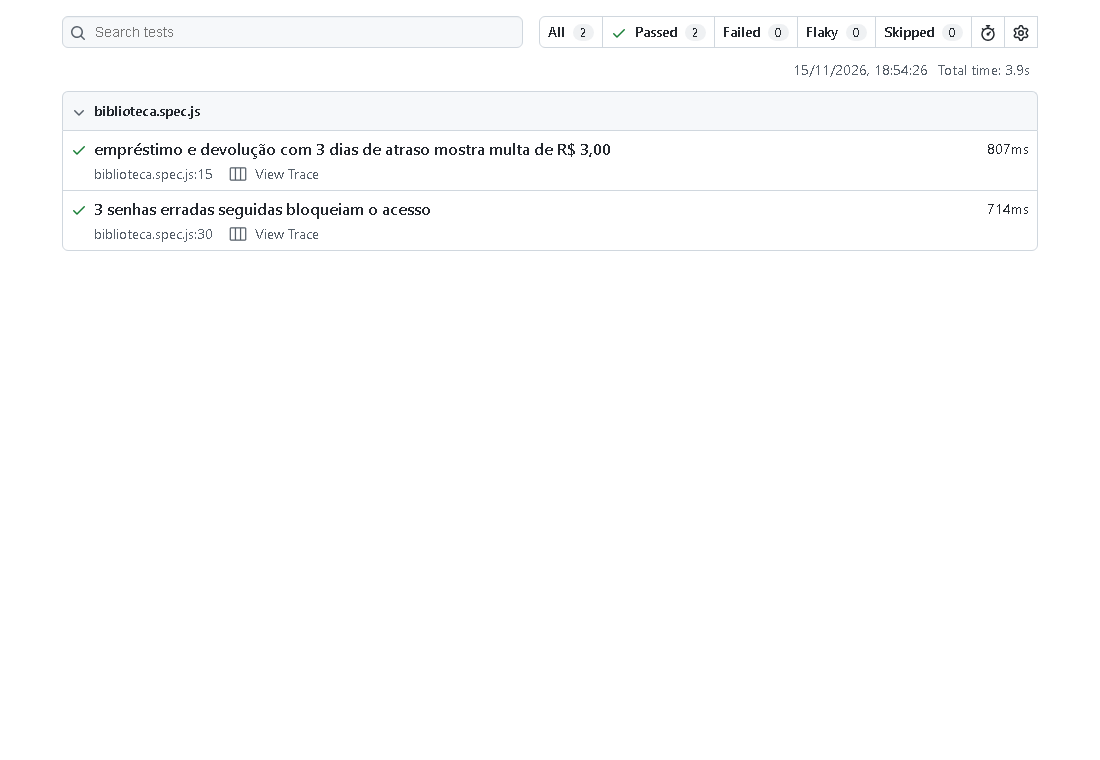 Search tests
All 2 Passed 2 Failed 0 Flaky 0 Skipped 0
15/11/2026, 18:54:26 Total time: 3.9s
biblioteca.spec.js
empréstimo e devolução com 3 dias de atraso mostra multa de R$ 3,00 807ms
biblioteca.spec.js:15 View Trace
3 senhas erradas seguidas bloqueiam o acesso 714ms
biblioteca.spec.js:30 View Trace